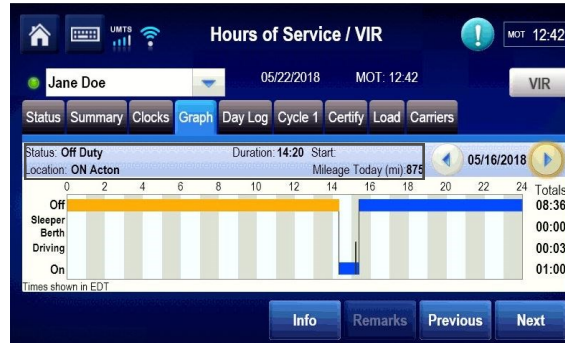 UMTS
Hours of Service / VIR
!
MOT 12:42
Jane Doe
05/22/2018 MOT: 12:42
VIR
Status Summary Clocks Graph Day Log Cycle 1 Certify Load Carriers
Status: Off Duty Duration: 14:20 Start:
Location: ON Acton Mileage Today (mi):875
05/16/2018
0 2 4 6 8 10 12 14 16 18 20 22 24 Totals
Off 08:36
Sleeper
Berth 00:00
Driving 00:03
On 01:00
Times shown in EDT
Info Remarks Previous Next